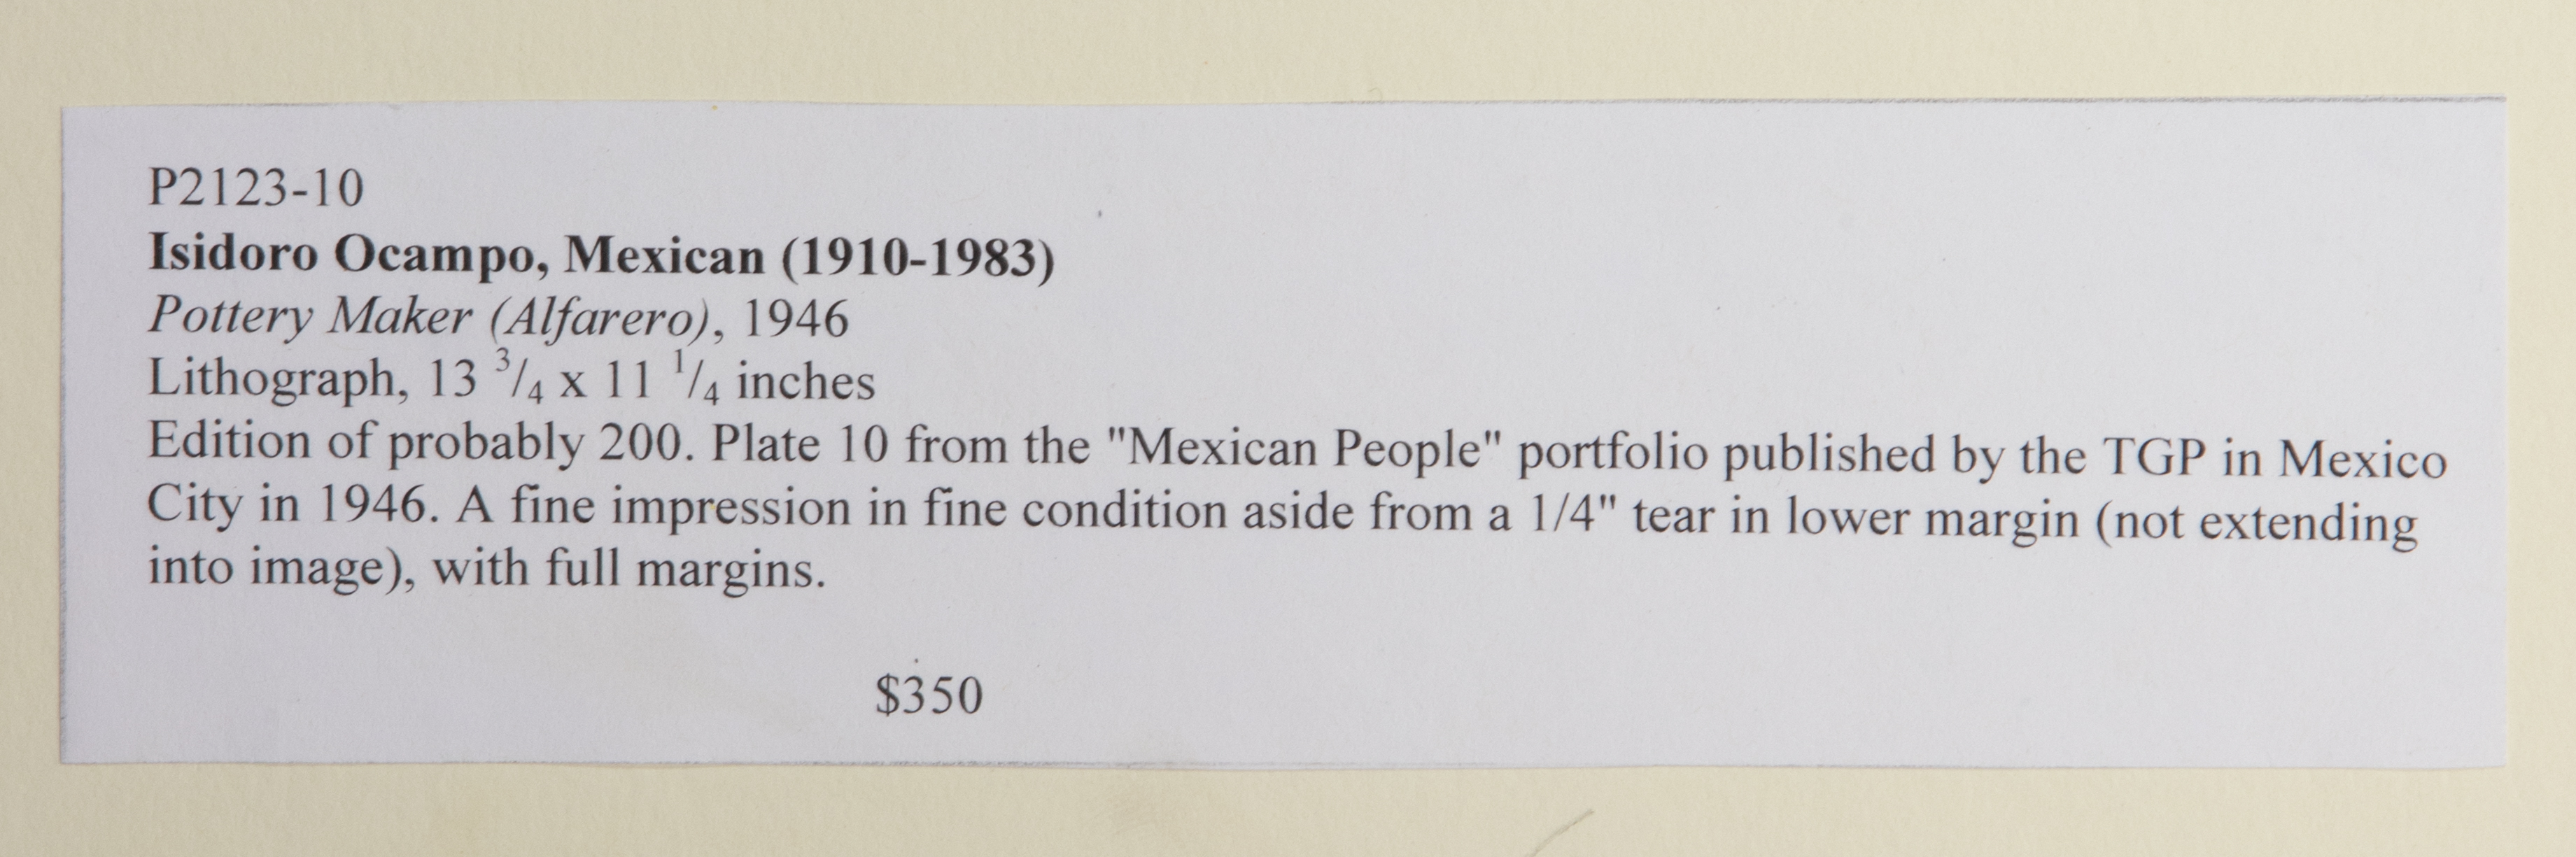 P2123-10
Isidoro Ocampo, Mexican (1910-1983)
Pottery Maker (Alfarero), 1946
Lithograph, 13 3/4 x 11 1/4 inches
Edition of probably 200. Plate 10 from the "Mexican People" portfolio published by the TGP in Mexico
City in 1946. A fine impression in fine condition aside from a 1/4" tear in lower margin (not extending
into image), with full margins.
$350